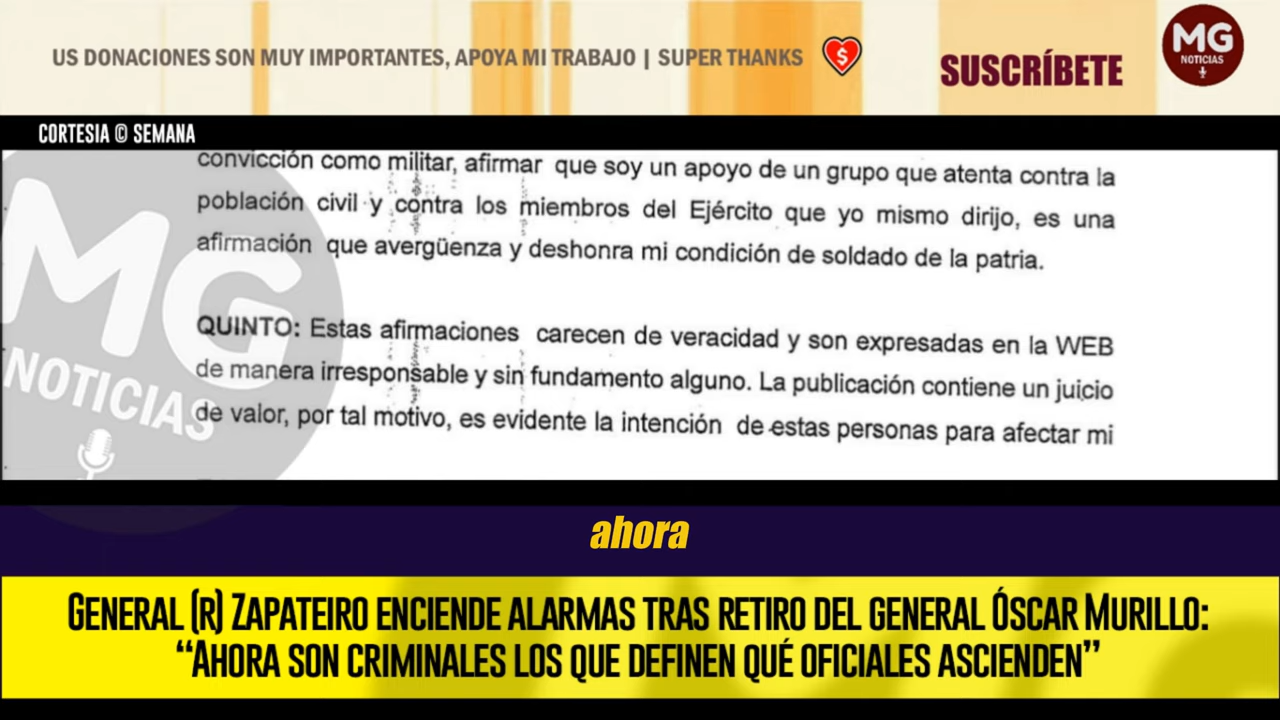 US DONACIONES SON MUY IMPORTANTES, APOYA MI TRABAJO | SUPER THANKS
SUSCRÍBETE
MG
NOTICIAS
CORTESIA © SEMANA
convicción como militar, afirmar que soy un apoyo de un grupo que atenta contra la
población civil y contra los miembros del Ejército que yo mismo dirijo, es una
afirmación que avergüenza y deshonra mi condición de soldado de la patria.
QUINTO: Estas afirmaciones carecen de veracidad y son expresadas en la WEB
de manera irresponsable y sin fundamento alguno. La publicación contiene un juicio
de valor, por tal motivo, es evidente la intención de estas personas para afectar mi
MG
NOTICIAS
ahora
GENERAL (R) ZAPATEIRO ENCIENDE ALARMAS TRAS RETIRO DEL GENERAL ÓSCAR MURILLO:
“AHORA SON CRIMINALES LOS QUE DEFINEN QUÉ OFICIALES ASCIENDEN”